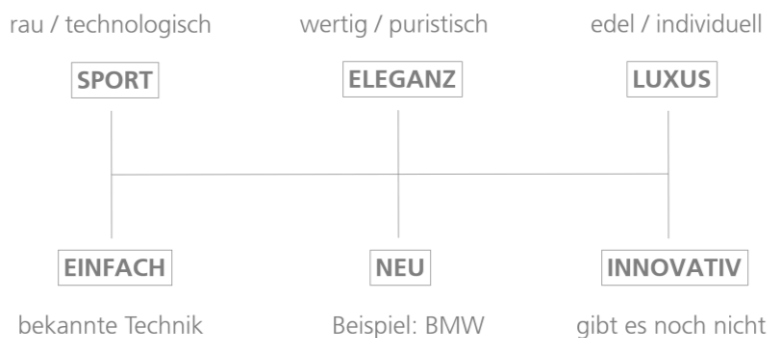 rau / technologisch
wertig / puristisch
edel / individuell
SPORT
ELEGANZ
LUXUS
EINFACH
NEU
INNOVATIV
bekannte Technik
Beispiel: BMW
gibt es noch nicht